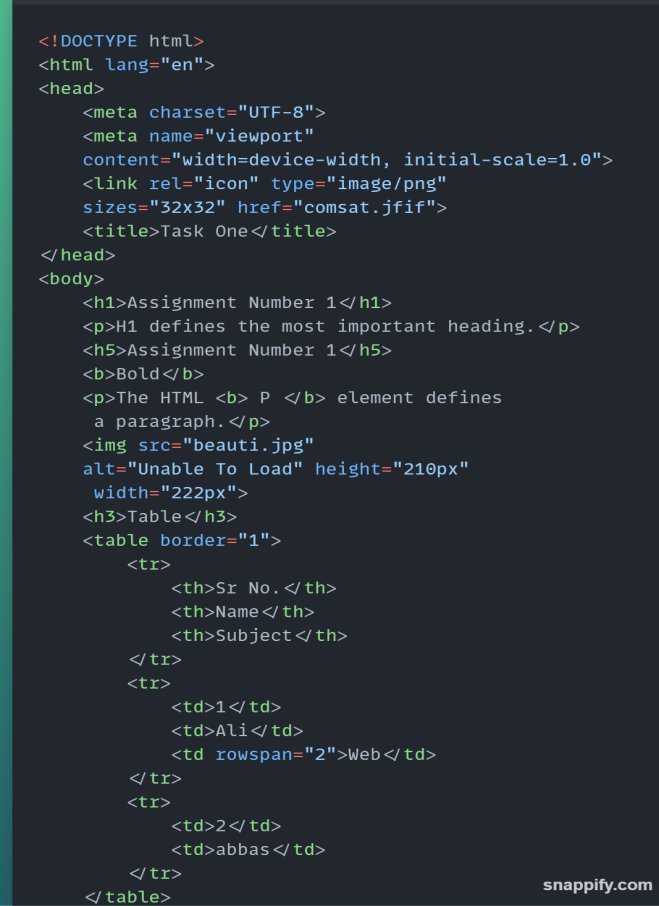 <!DOCTYPE html>
<html lang="en">
<head>
    <meta charset="UTF-8">
    <meta name="viewport"
    content="width=device-width, initial-scale=1.0">
    <link rel="icon" type="image/png"
    sizes="32x32" href="comsat.jfif">
    <title>Task One</title>
</head>
<body>
    <h1>Assignment Number 1</h1>
    <p>H1 defines the most important heading.</p>
    <h5>Assignment Number 1</h5>
    <b>Bold</b>
    <p>The HTML <b> P </b> element defines
     a paragraph.</p>
    <img src="beauti.jpg"
    alt="Unable To Load" height="210px"
     width="222px">
    <h3>Table</h3>
    <table border="1">
        <tr>
            <th>Sr No.</th>
            <th>Name</th>
            <th>Subject</th>
        </tr>
        <tr>
            <td>1</td>
            <td>Ali</td>
            <td rowspan="2">Web</td>
        </tr>
        <tr>
            <td>2</td>
            <td>abbas</td>
        </tr>
    </table>
snappify.com